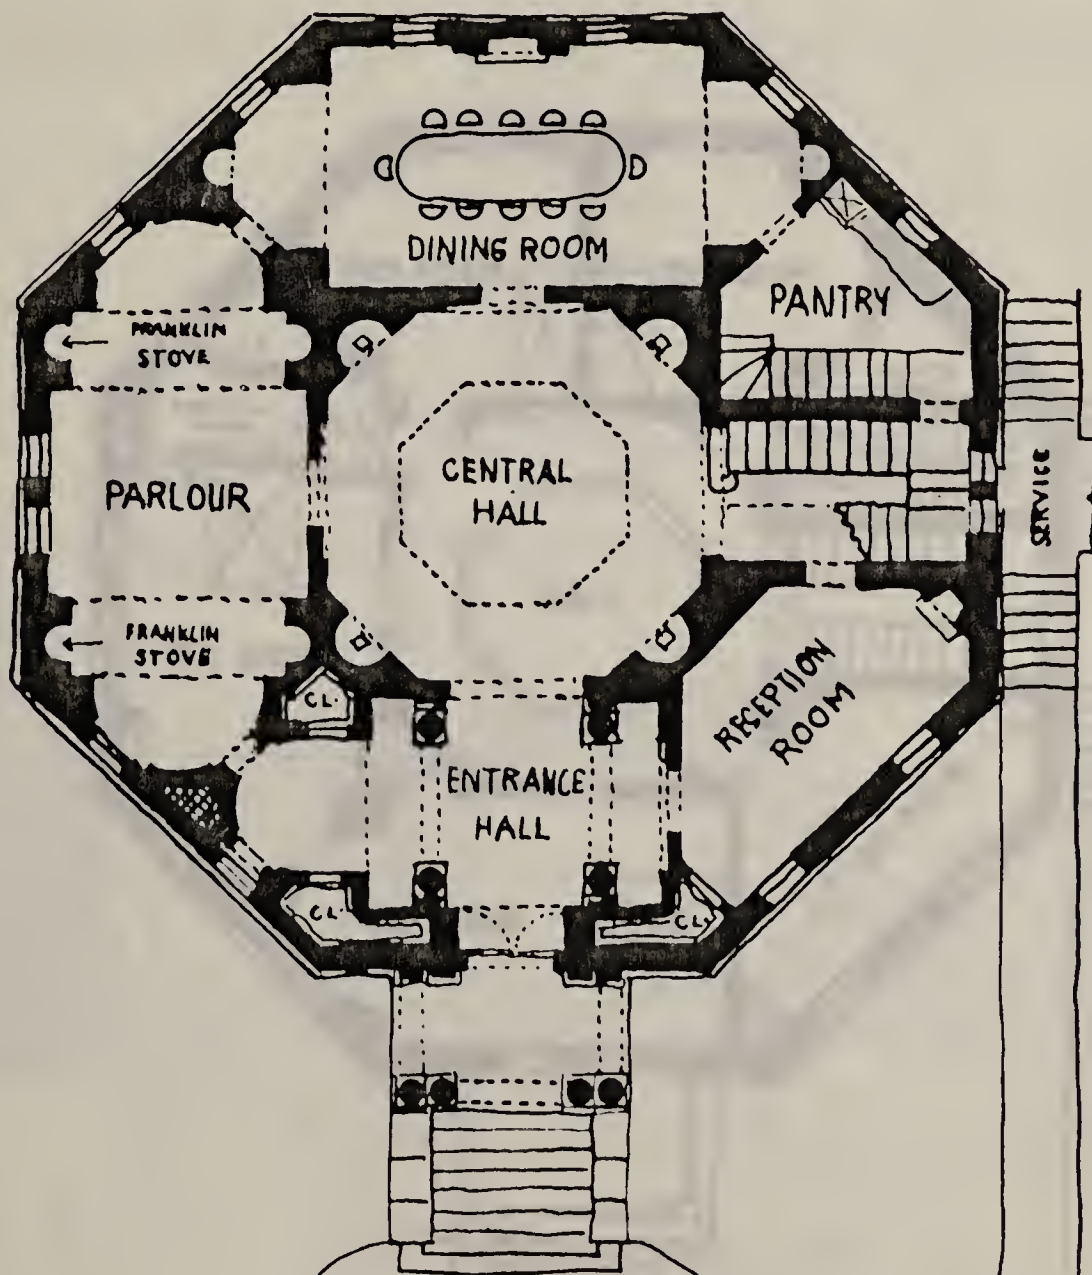 DINING ROOM
PANTRY
FRANKLIN
STOVE
CENTRAL
HALL
PARLOUR
SERVICE
FRANKLIN
STOVE
CL.
RECEPTION
ROOM
ENTRANCE
HALL
CL.
CL.